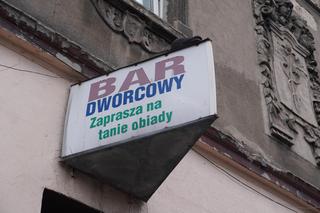 BAR
DWORCOWY
Zaprasza na
tanie obiady